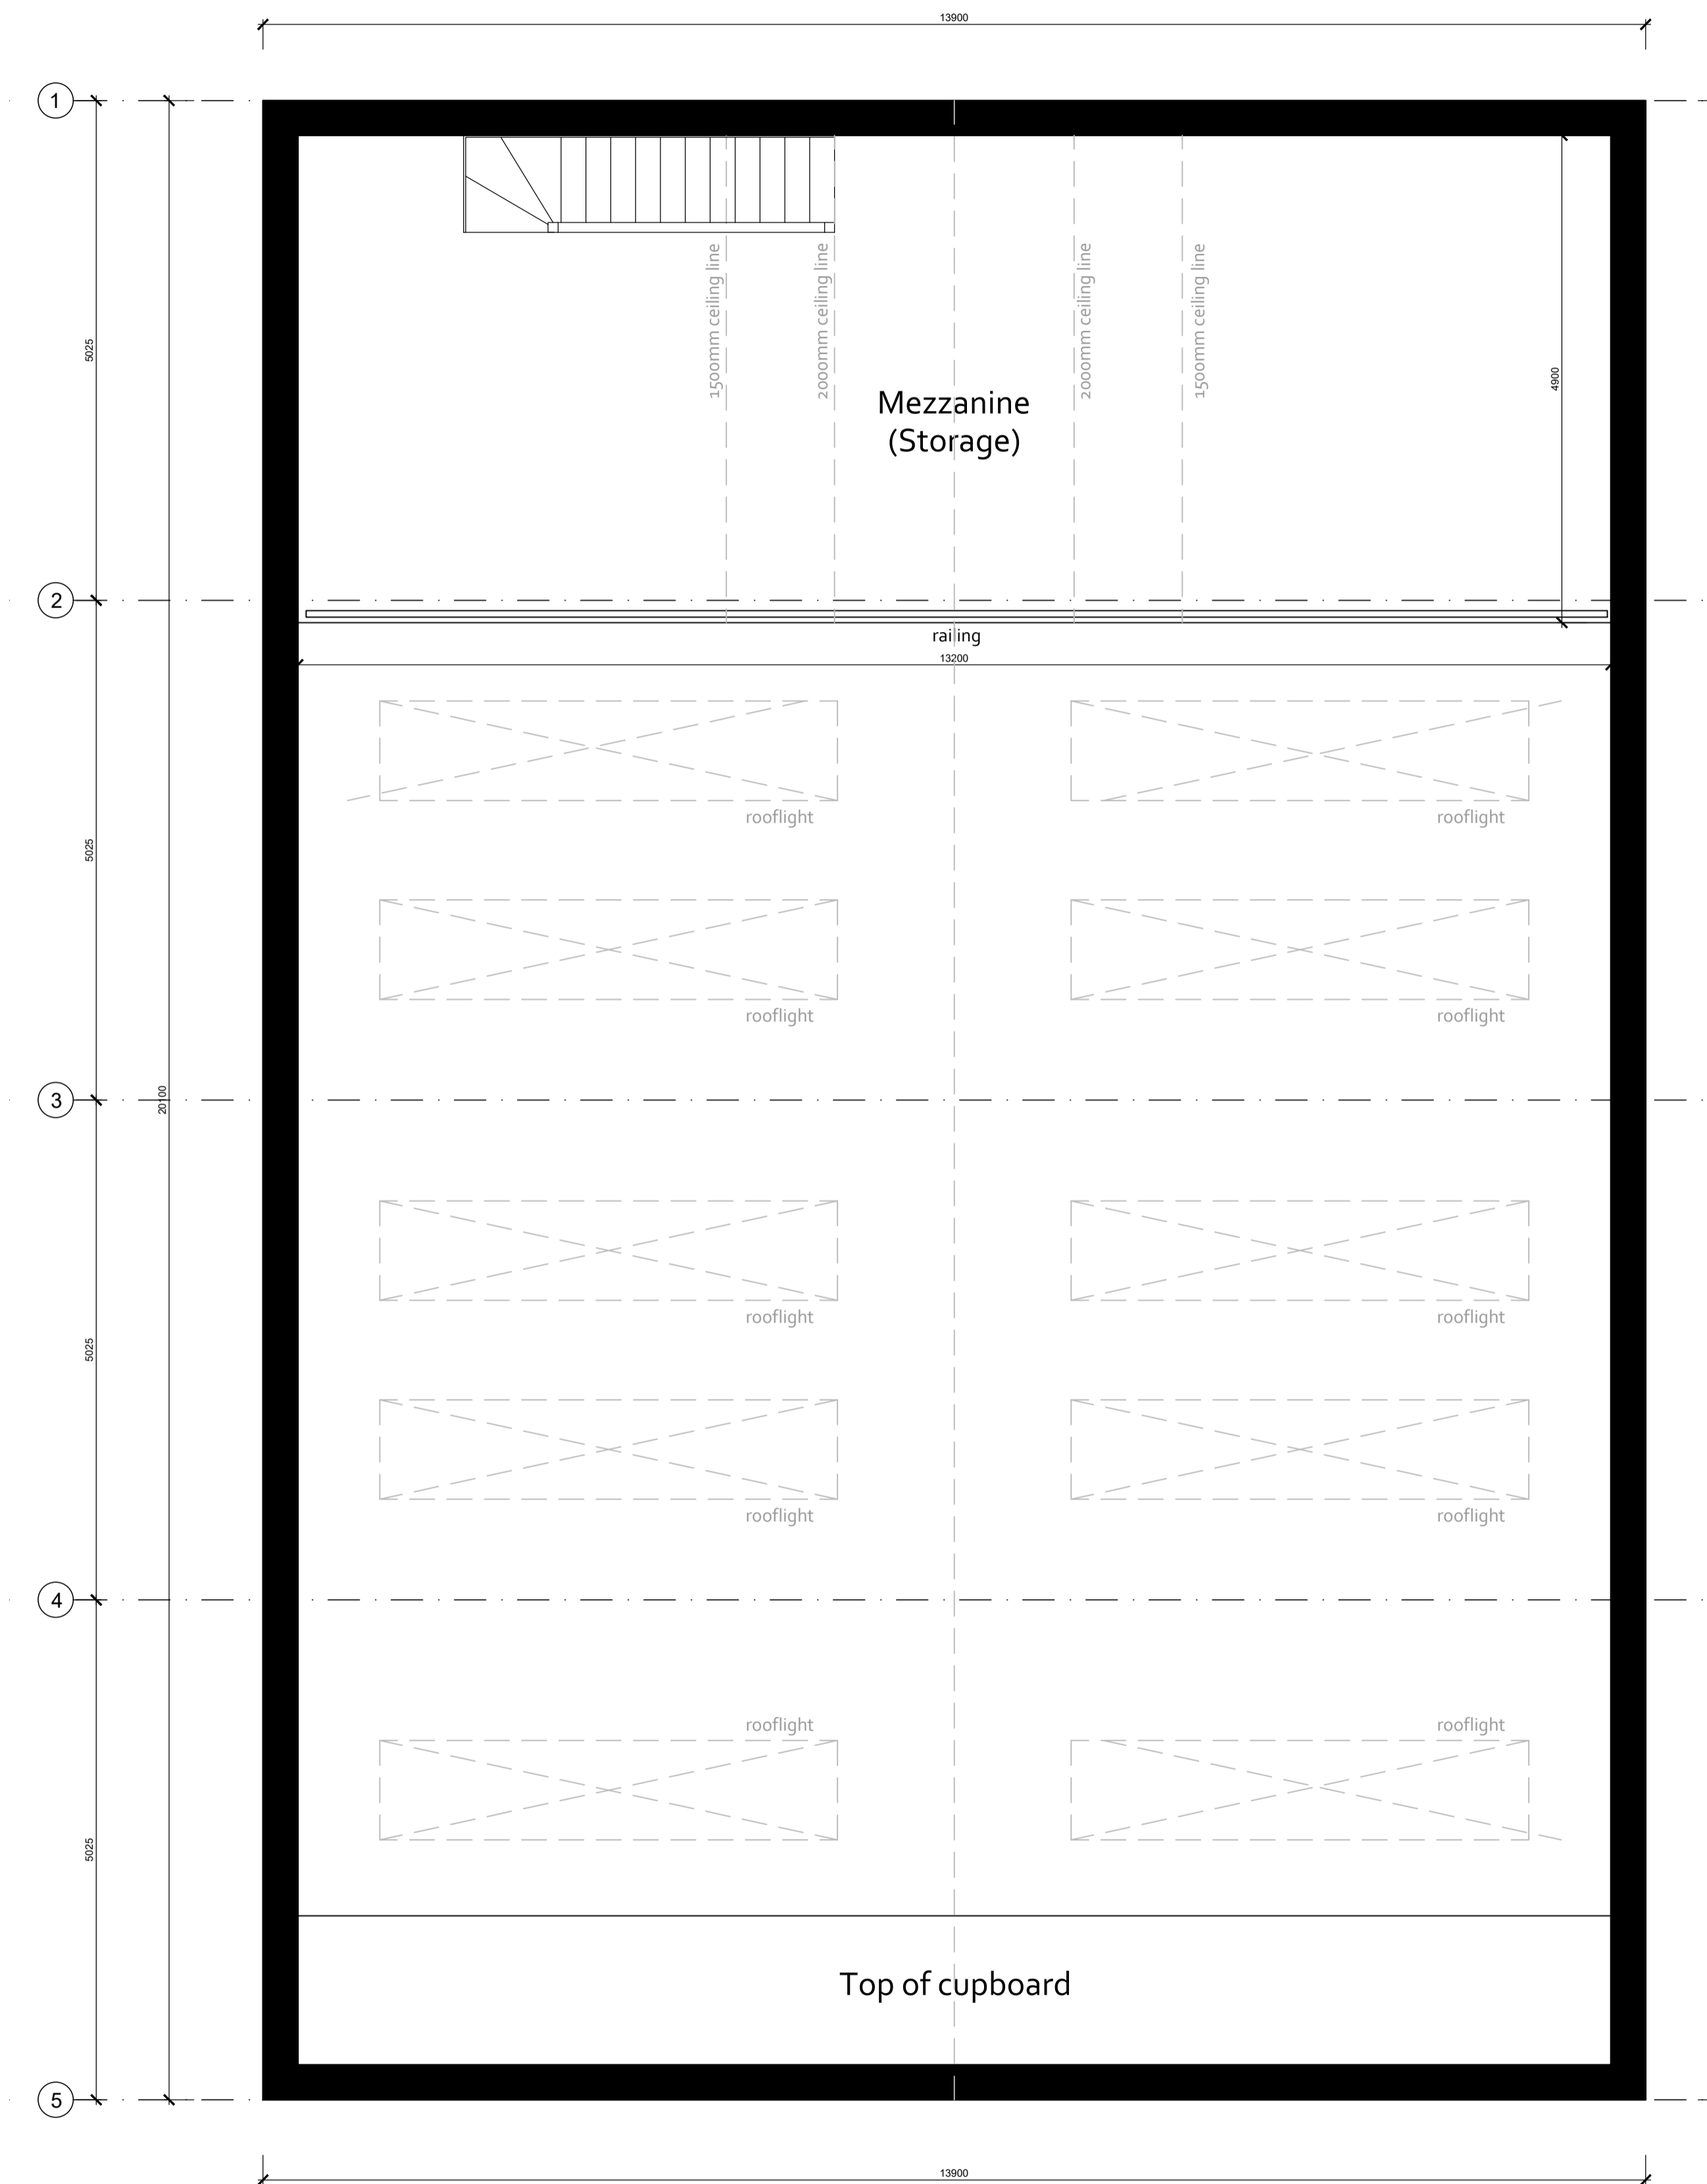 13900
1
5025
1500mm ceiling line
2000mm ceiling line
2000mm ceiling line
1500mm ceiling line
4900
Mezzanine
(Storage)
2
railing
13200
rooflight
rooflight
5025
rooflight
rooflight
3
20100
rooflight
rooflight
5025
rooflight
rooflight
4
rooflight
rooflight
5025
Top of cupboard
5
13900